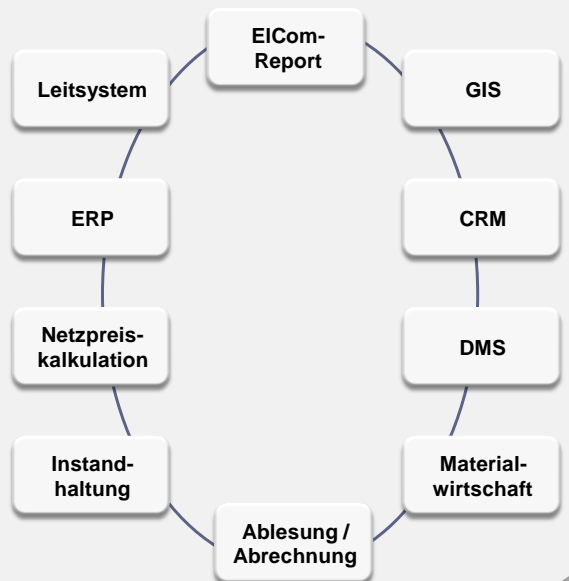 ElCom-
Report
Leitsystem
GIS
ERP
CRM
Netzpreis-
kalkulation
DMS
Instand-
haltung
Material-
wirtschaft
Ablesung /
Abrechnung